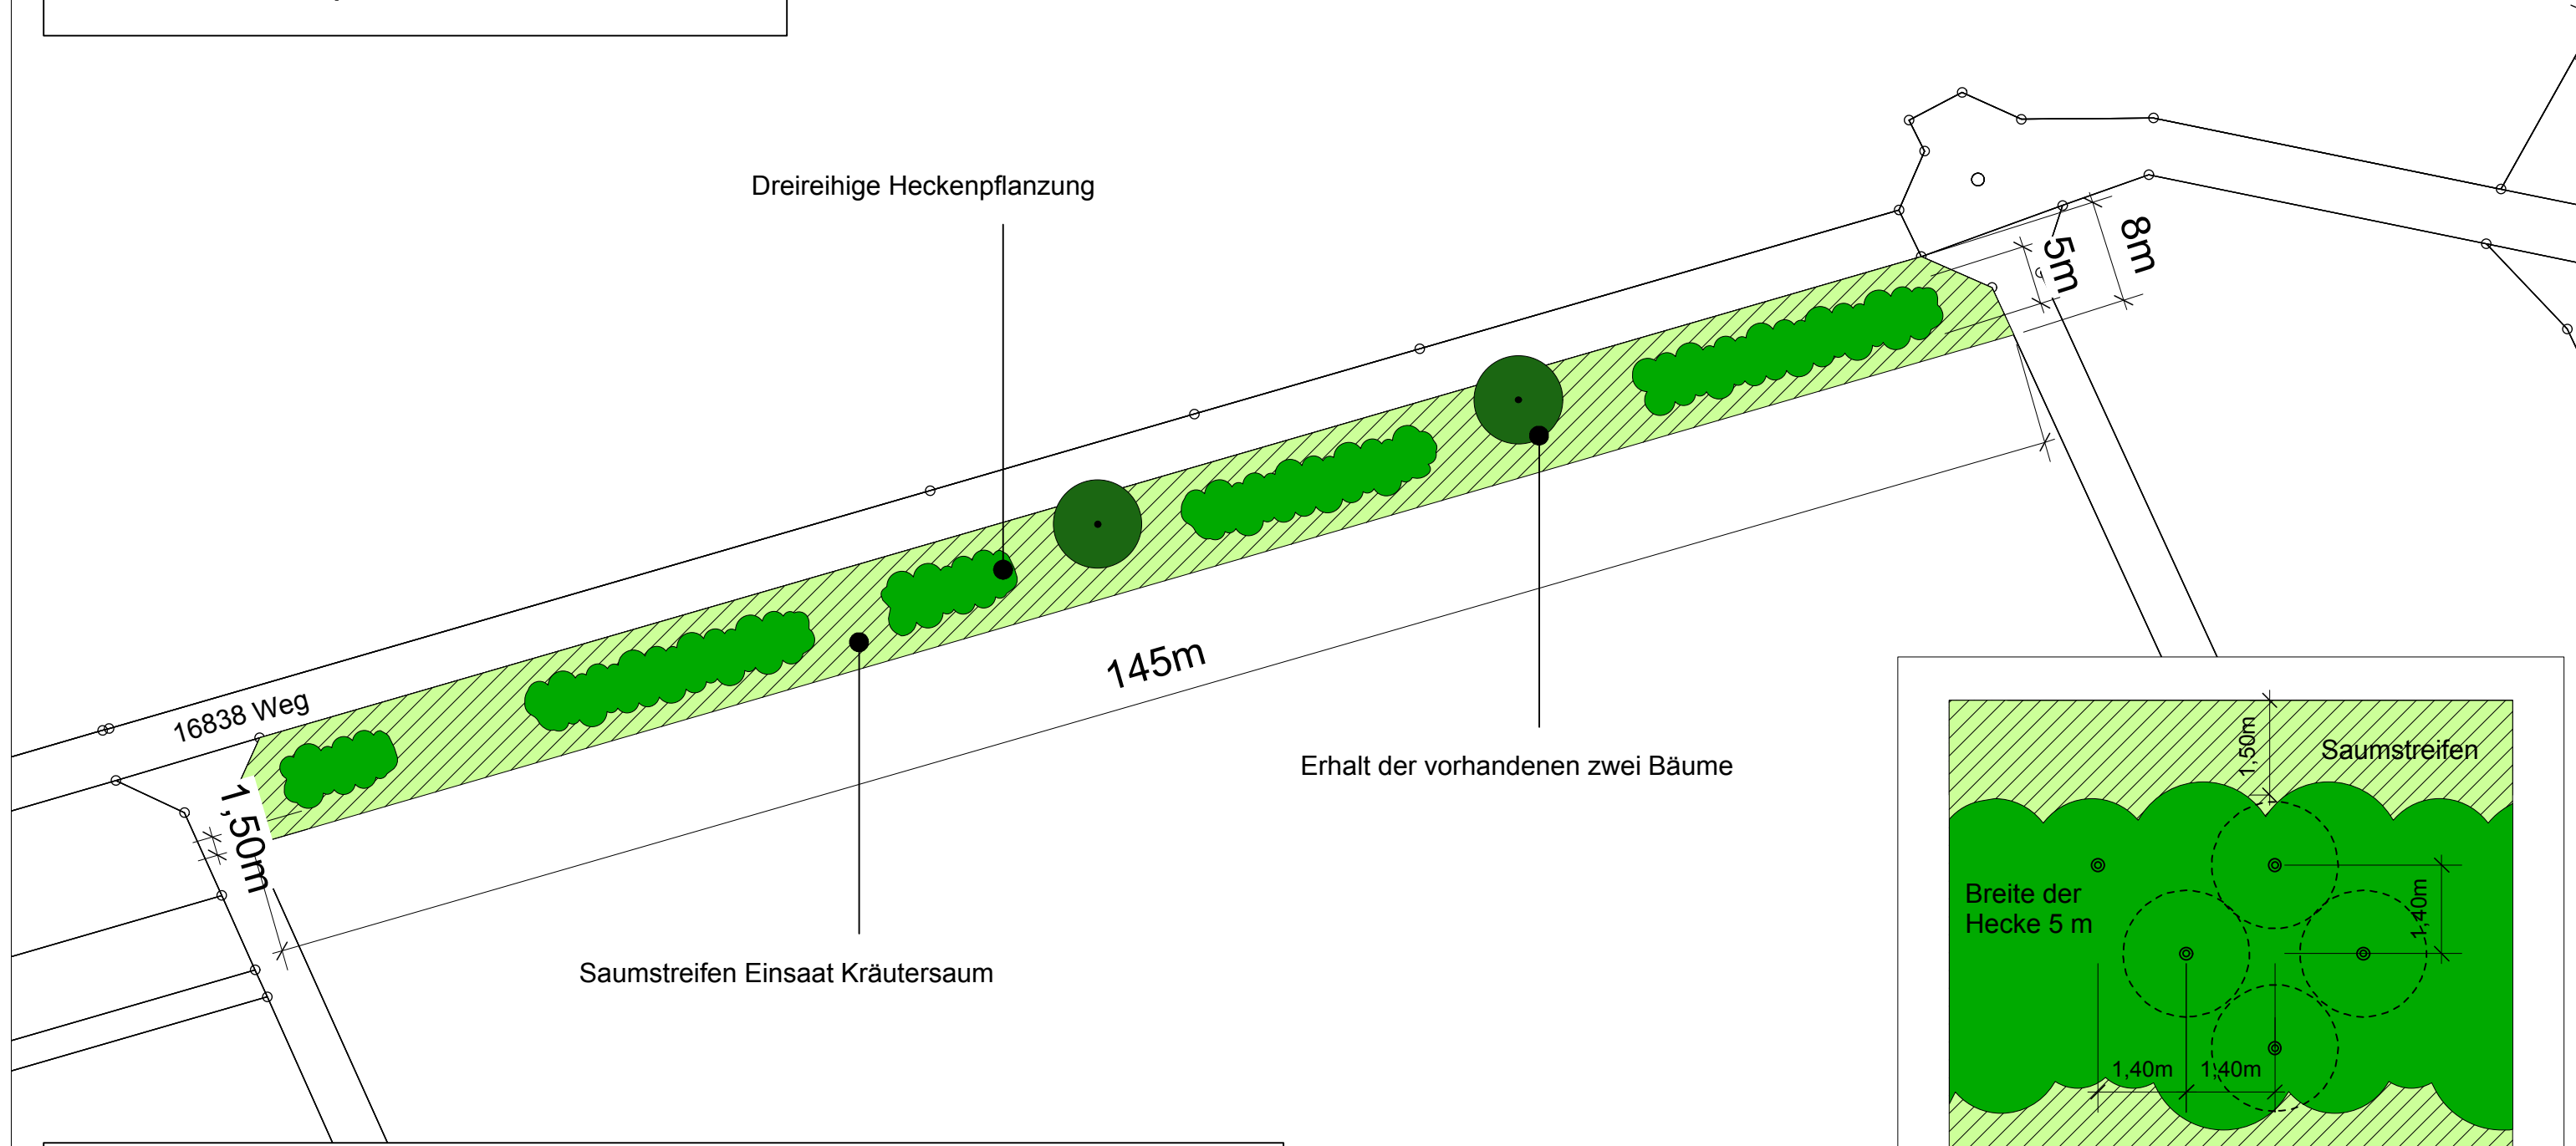 Dreireihige Heckenpflanzung
8m
5m
145m
16838 Weg
Erhalt der vorhandenen zwei Bäume
1,50m
Saumstreifen Einsaat Kräutersaum
1,50m
Saumstreifen
Breite der
Hecke 5 m
1,40m
1,40m
1,40m